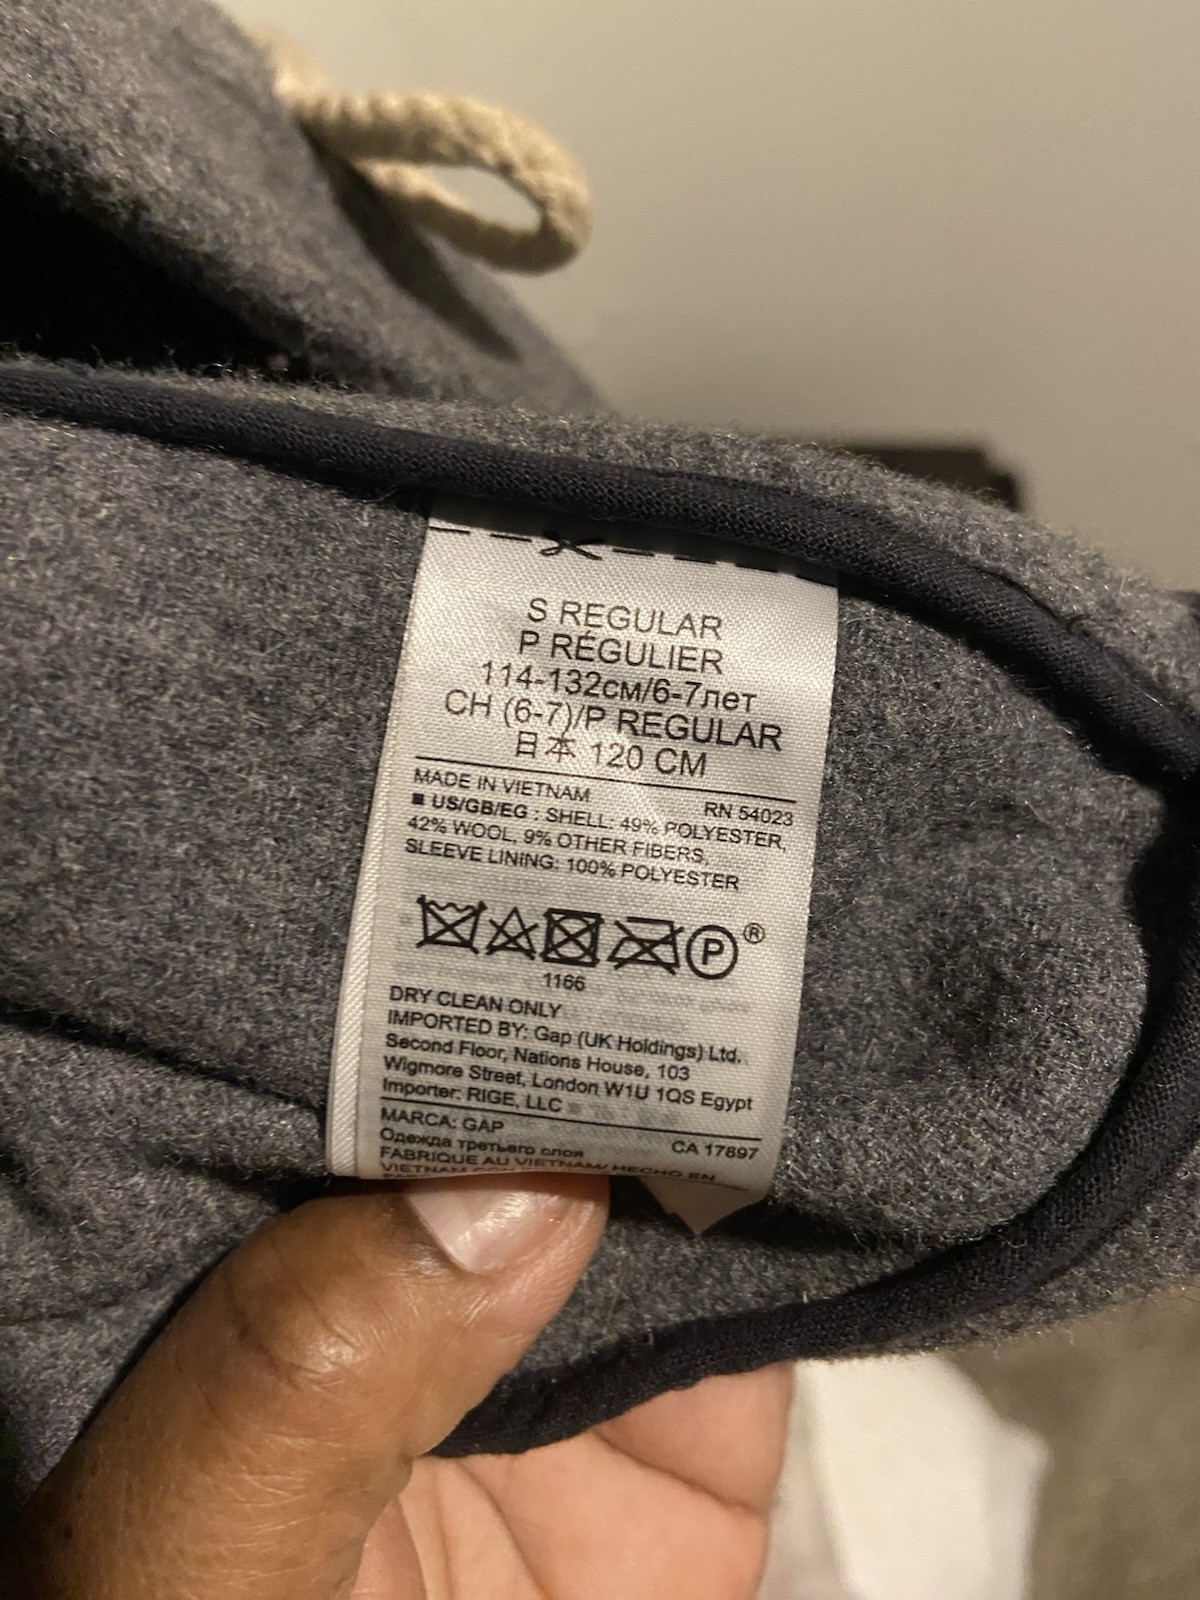 S REGULAR
P RÉGULIER
114-132см/6-7лет
CH (6-7)/P REGULAR
日本 120 CM
MADE IN VIETNAM RN 54023
■ US/GB/EG : SHELL: 49% POLYESTER,
42% WOOL, 9% OTHER FIBERS,
SLEEVE LINING: 100% POLYESTER
P ®
1166
DRY CLEAN ONLY
IMPORTED BY: Gap (UK Holdings) Ltd.
Second Floor, Nations House, 103
Wigmore Street, London W1U 1QS Egypt
Importer: RIGE, LLC
MARCA: GAP CA 17897
Одежда третьего слоя
FABRIQUE AU VIETNAM/ HECHO EN
VIETNAM